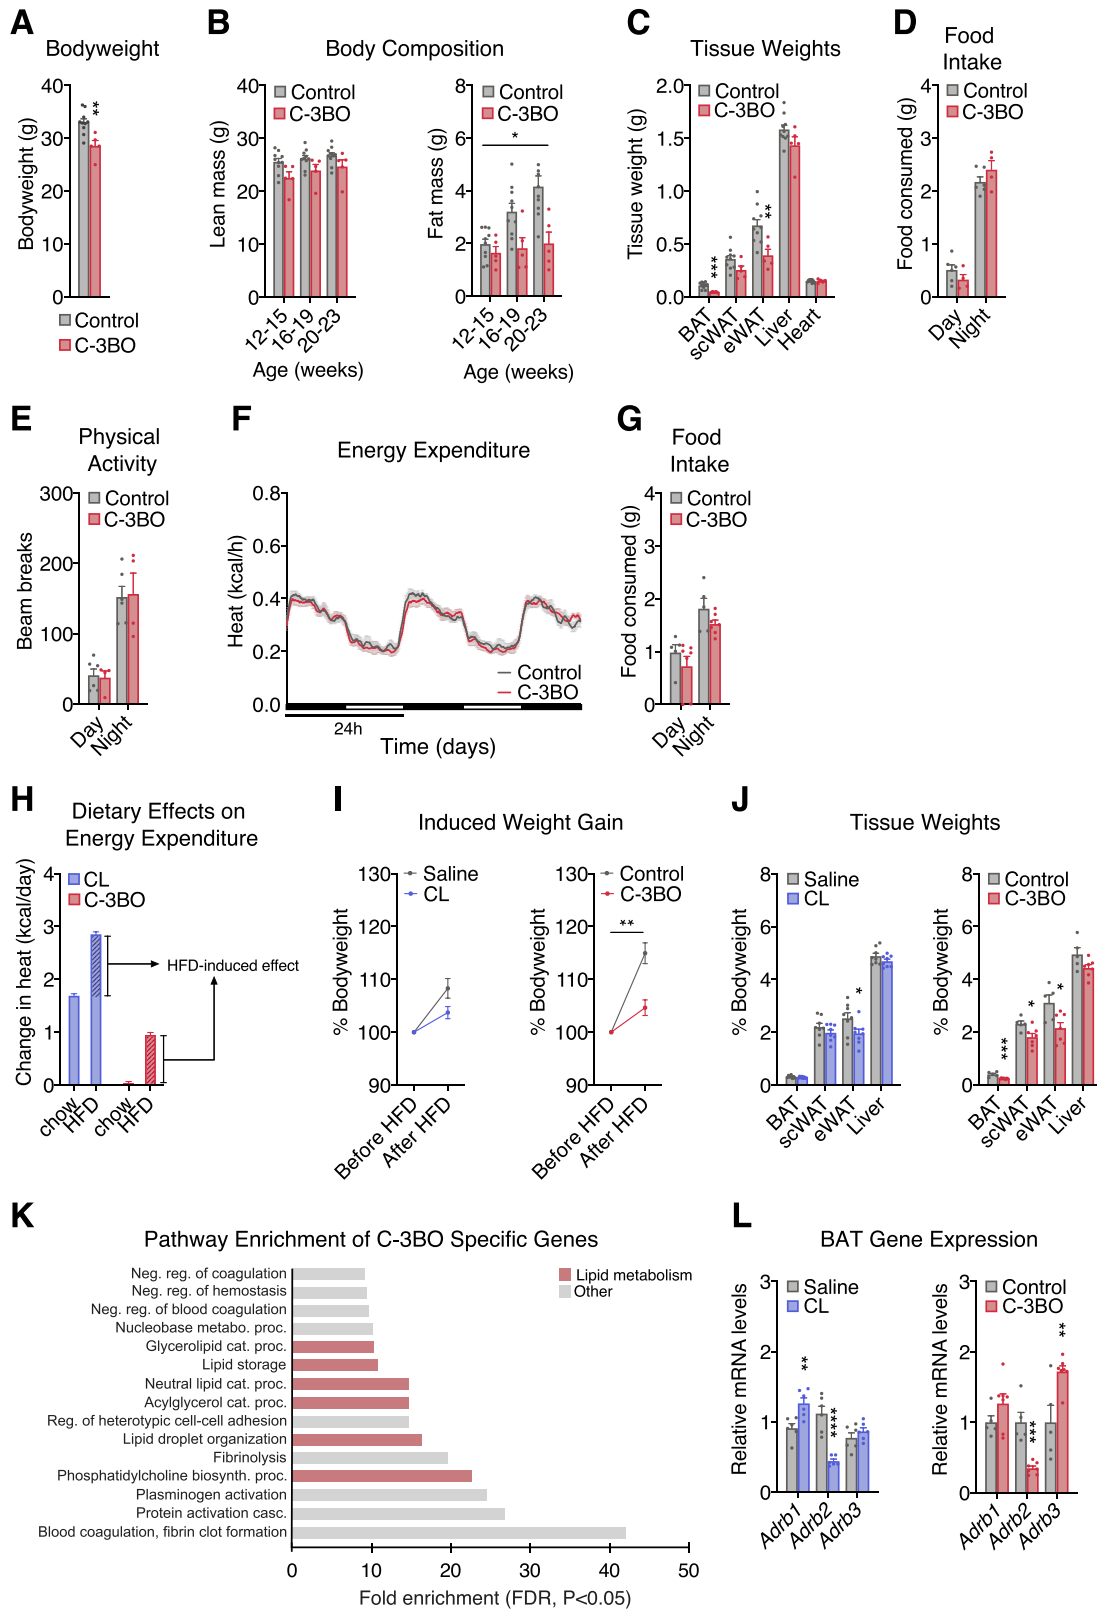 A
Bodyweight
Bodyweight (g)
40
30
20
10
0
**
Control
C-3BO
B
Body Composition
Lean mass (g)
40
30
20
10
0
Control
C-3BO
12-15
16-19
20-23
Age (weeks)
Fat mass (g)
8
6
4
2
0
Control
C-3BO
*
12-15
16-19
20-23
Age (weeks)
C
Tissue Weights
Tissue weight (g)
2.0
1.5
1.0
0.5
0.0
Control
C-3BO
***
**
BAT
scWAT
eWAT
Liver
Heart
D
Food
Intake
Food consumed (g)
4
3
2
1
0
Control
C-3BO
Day
Night
E
Physical
Activity
Beam breaks
300
200
100
0
Control
C-3BO
Day
Night
F
Energy Expenditure
Heat (kcal/h)
0.8
0.6
0.4
0.2
0.0
Control
C-3BO
24h
Time (days)
G
Food
Intake
Food consumed (g)
4
3
2
1
0
Control
C-3BO
Day
Night
H
Dietary Effects on
Energy Expenditure
Change in heat (kcal/day)
4
3
2
1
0
CL
C-3BO
HFD-induced effect
chow
HFD
chow
HFD
I
Induced Weight Gain
% Bodyweight
130
120
110
100
90
Saline
CL
Before HFD
After HFD
% Bodyweight
130
120
110
100
90
Control
C-3BO
**
Before HFD
After HFD
J
Tissue Weights
% Bodyweight
8
6
4
2
0
Saline
CL
*
BAT
scWAT
eWAT
Liver
% Bodyweight
8
6
4
2
0
Control
C-3BO
***
*
*
BAT
scWAT
eWAT
Liver
K
Pathway Enrichment of C-3BO Specific Genes
Lipid metabolism
Other
Neg. reg. of coagulation
Neg. reg. of hemostasis
Neg. reg. of blood coagulation
Nucleobase metabo. proc.
Glycerolipid cat. proc.
Lipid storage
Neutral lipid cat. proc.
Acylglycerol cat. proc.
Reg. of heterotypic cell-cell adhesion
Lipid droplet organization
Fibrinolysis
Phosphatidylcholine biosynth. proc.
Plasminogen activation
Protein activation casc.
Blood coagulation, fibrin clot formation
0 10 20 30 40 50
Fold enrichment (FDR, P<0.05)
L
BAT Gene Expression
Relative mRNA levels
3
2
1
0
Saline
CL
**
****
Adrb1
Adrb2
Adrb3
Relative mRNA levels
3
2
1
0
Control
C-3BO
***
**
Adrb1
Adrb2
Adrb3